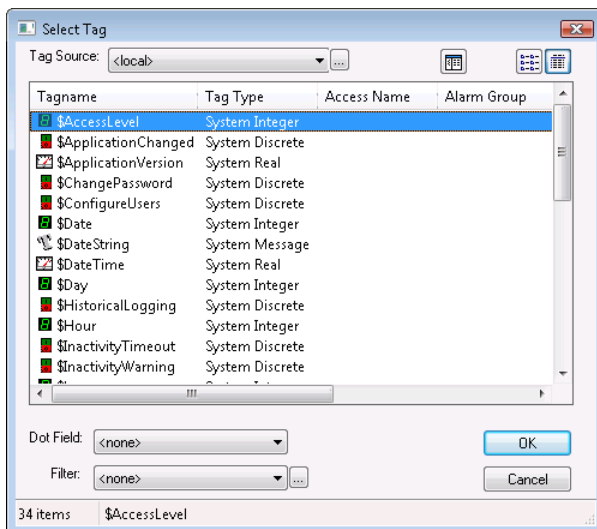 Select Tag
Tag Source: <local> ...
Tagname Tag Type Access Name Alarm Group
$AccessLevel System Integer
$ApplicationChanged System Discrete
$ApplicationVersion System Real
$ChangePassword System Discrete
$ConfigureUsers System Discrete
$Date System Integer
$DateString System Message
$DateTime System Real
$Day System Integer
$HistoricalLogging System Discrete
$Hour System Integer
$InactivityTimeout System Discrete
$InactivityWarning System Discrete
Dot Field: <none> OK
Filter: <none> ... Cancel
34 items $AccessLevel